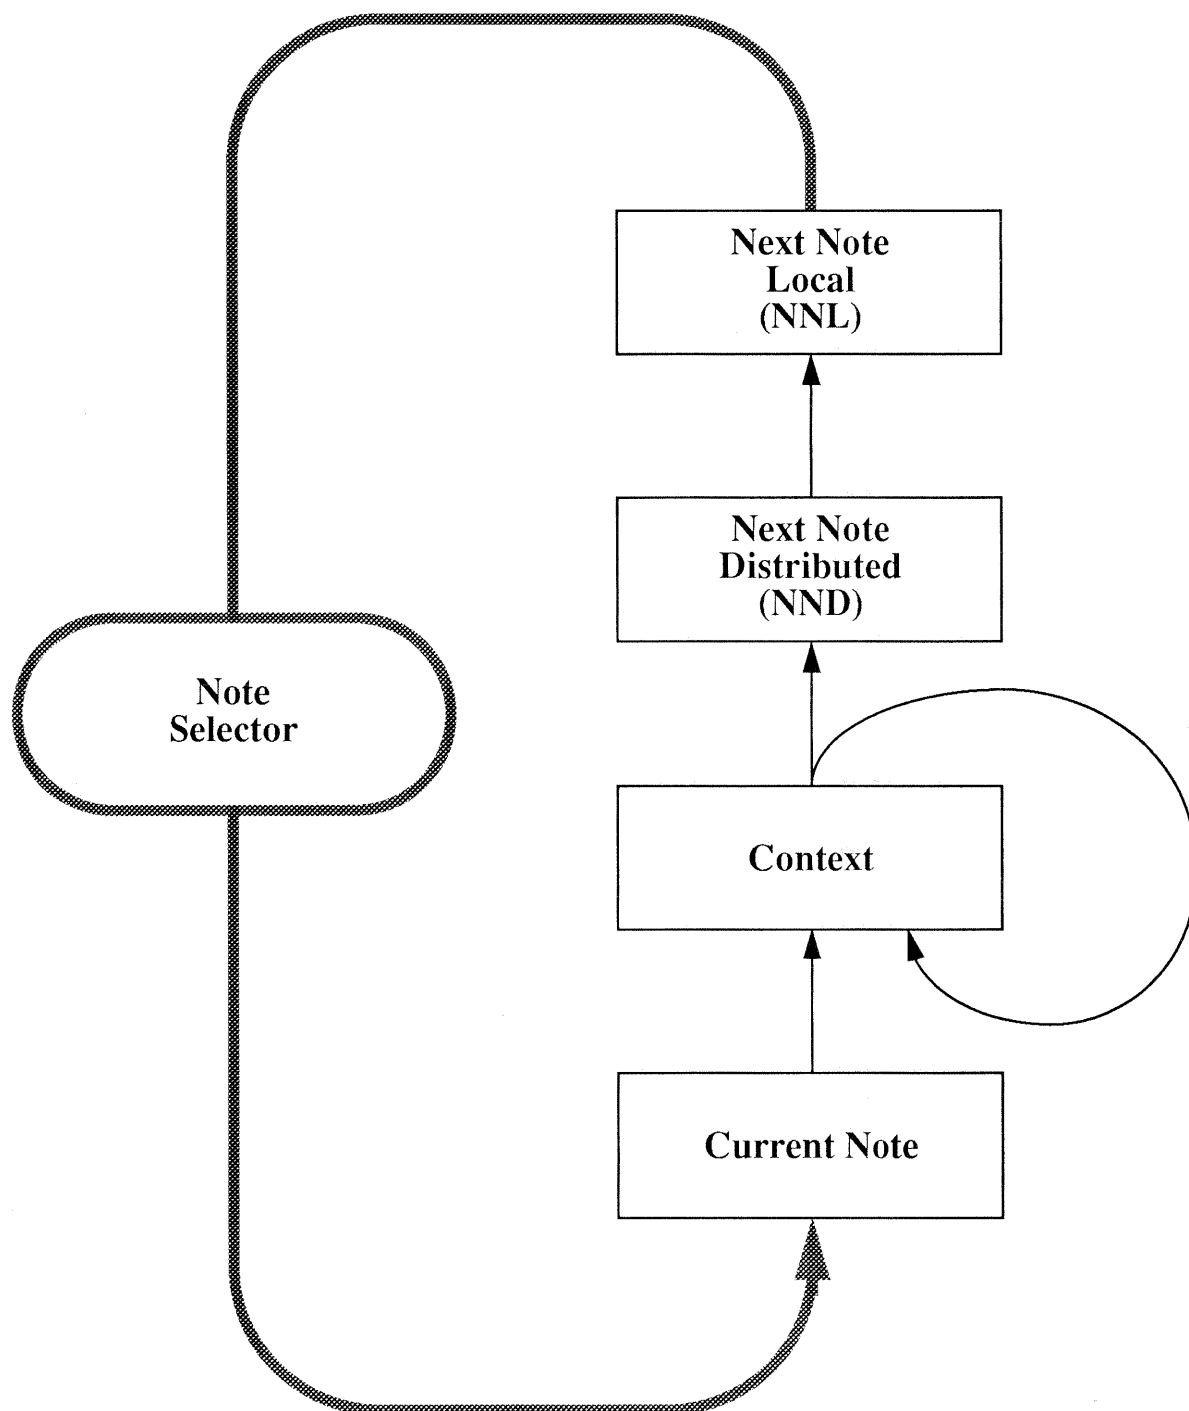 Next Note
Local
(NNL)
Next Note
Distributed
(NND)
Note
Selector
Context
Current Note